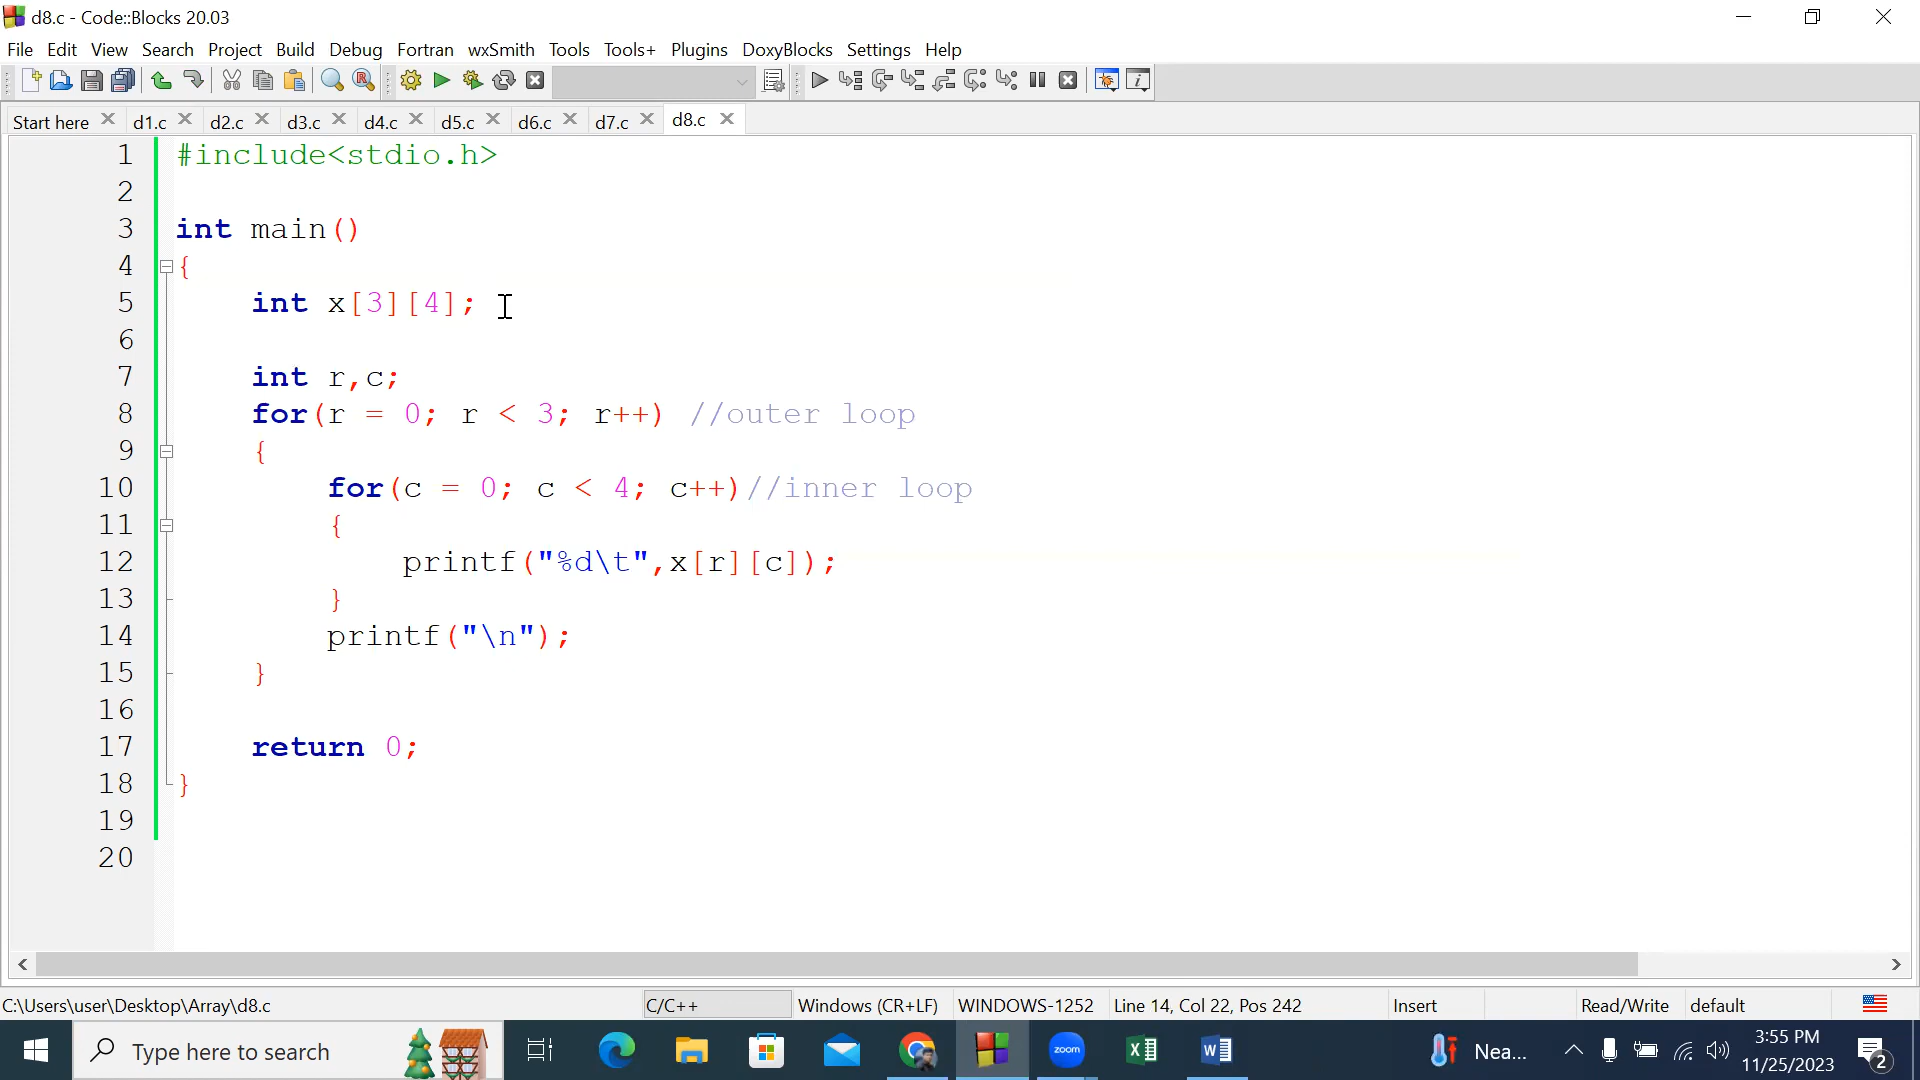 d8.c - Code::Blocks 20.03
File Edit View Search Project Build Debug Fortran wxSmith Tools Tools+ Plugins DoxyBlocks Settings Help
Start here d1.c d2.c d3.c d4.c d5.c d6.c d7.c d8.c
1 #include<stdio.h>
2
3 int main()
4 {
5 int x[3][4];
6
7 int r,c;
8 for(r = 0; r < 3; r++) //outer loop
9 {
10 for(c = 0; c < 4; c++)//inner loop
11 {
12 printf("%d\t",x[r][c]);
13 }
14 printf("\n");
15 }
16
17 return 0;
18 }
19
20
C:\Users\user\Desktop\Array\d8.c C/C++ Windows (CR+LF) WINDOWS-1252 Line 14, Col 22, Pos 242 Insert Read/Write default
Type here to search zoom Nea... 3:55 PM
11/25/2023 2